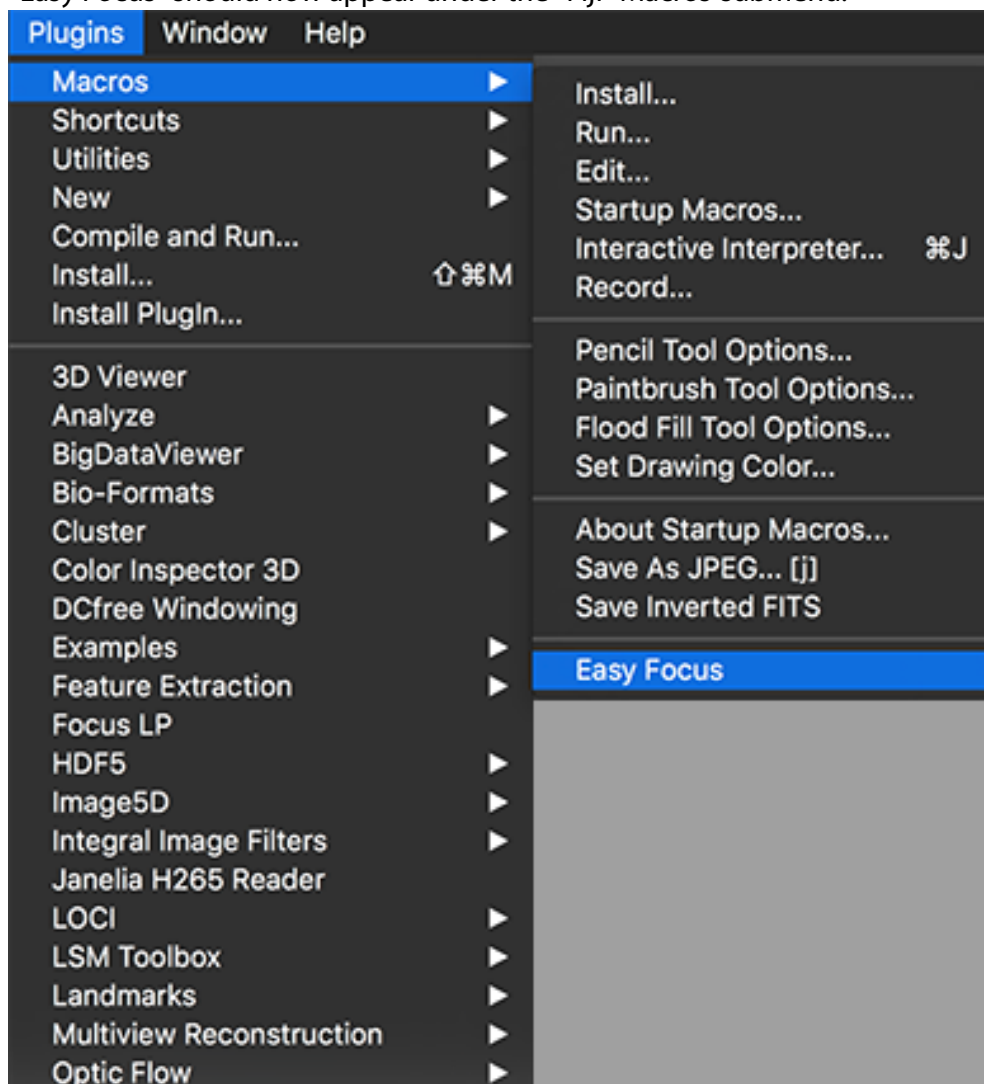 Plugins Window Help
Macros ▶
Shortcuts ▶
Utilities ▶
New ▶
Compile and Run...
Install... ⇧⌘M
Install PlugIn...
3D Viewer
Analyze ▶
BigDataViewer ▶
Bio-Formats ▶
Cluster ▶
Color Inspector 3D
DCfree Windowing
Examples ▶
Feature Extraction ▶
Focus LP
HDF5 ▶
Image5D ▶
Integral Image Filters ▶
Janelia H265 Reader
LOCI ▶
LSM Toolbox ▶
Landmarks ▶
Multiview Reconstruction ▶
Optic Flow ▶
Install...
Run...
Edit...
Startup Macros...
Interactive Interpreter... ⌘J
Record...
Pencil Tool Options...
Paintbrush Tool Options...
Flood Fill Tool Options...
Set Drawing Color...
About Startup Macros...
Save As JPEG... [j]
Save Inverted FITS
Easy Focus